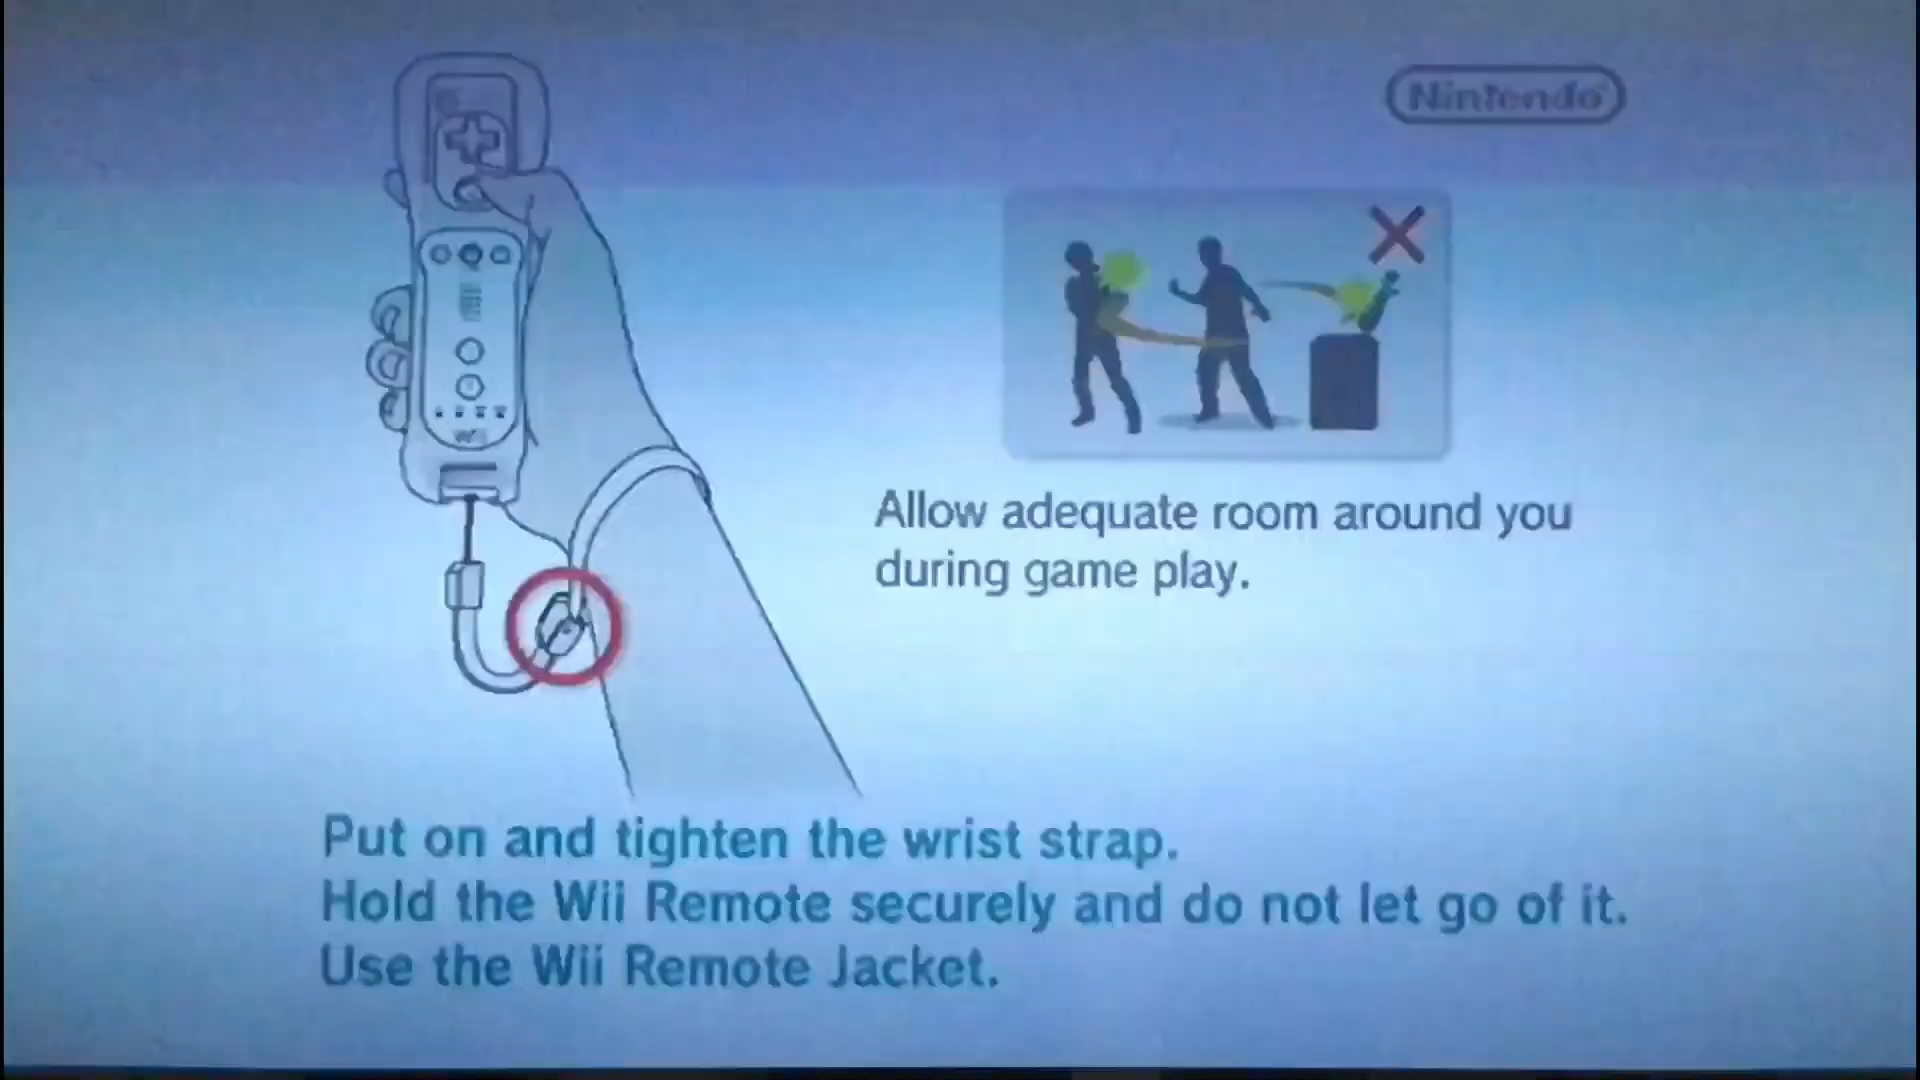 Nintendo
Wii
Allow adequate room around you
during game play.
Put on and tighten the wrist strap.
Hold the Wii Remote securely and do not let go of it.
Use the Wii Remote Jacket.